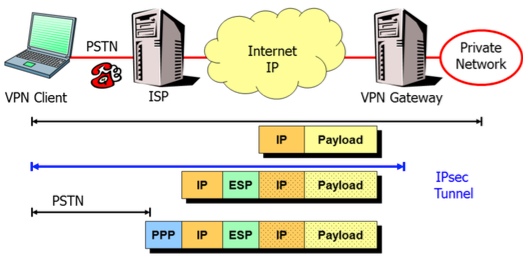 PSTN
Internet
IP
Private
Network
VPN Client
ISP
VPN Gateway
IP Payload
IP ESP IP Payload
IPsec
Tunnel
PSTN
PPP IP ESP IP Payload